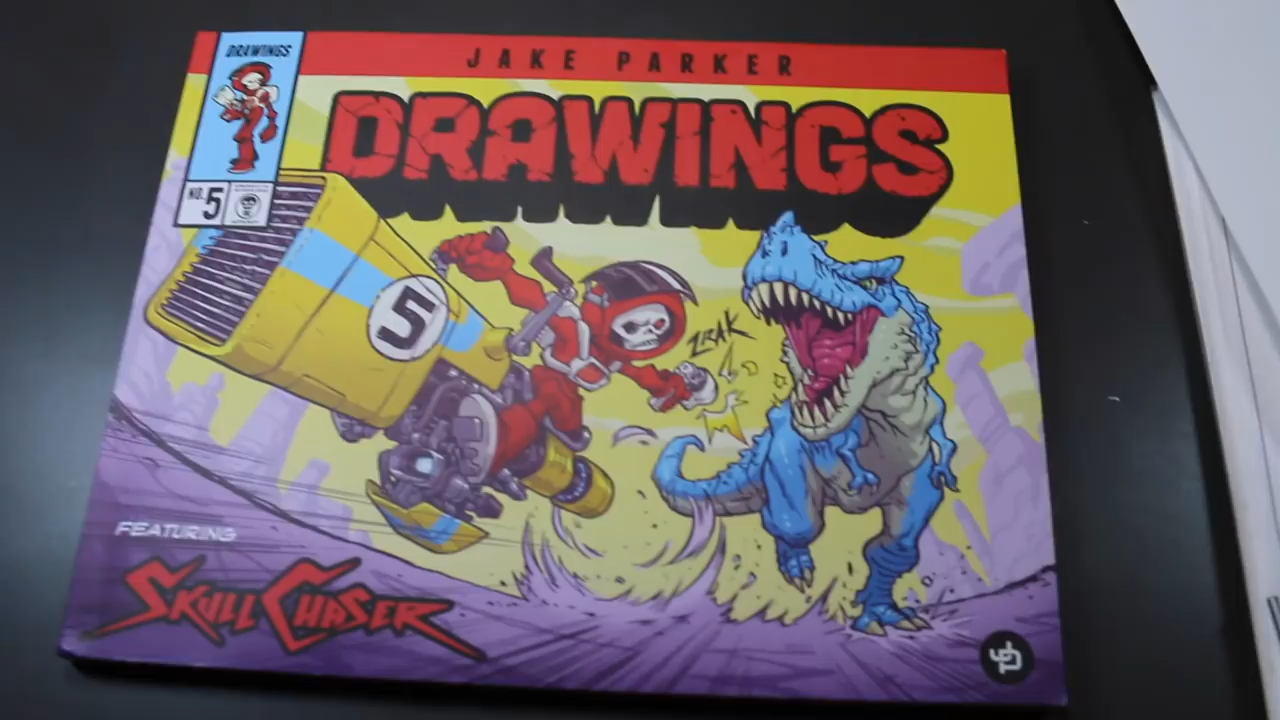 JAKE PARKER
DRAWINGS
DRAWINGS
NO. 5
5
ZRAK
FEATURING
SKULL CHASER